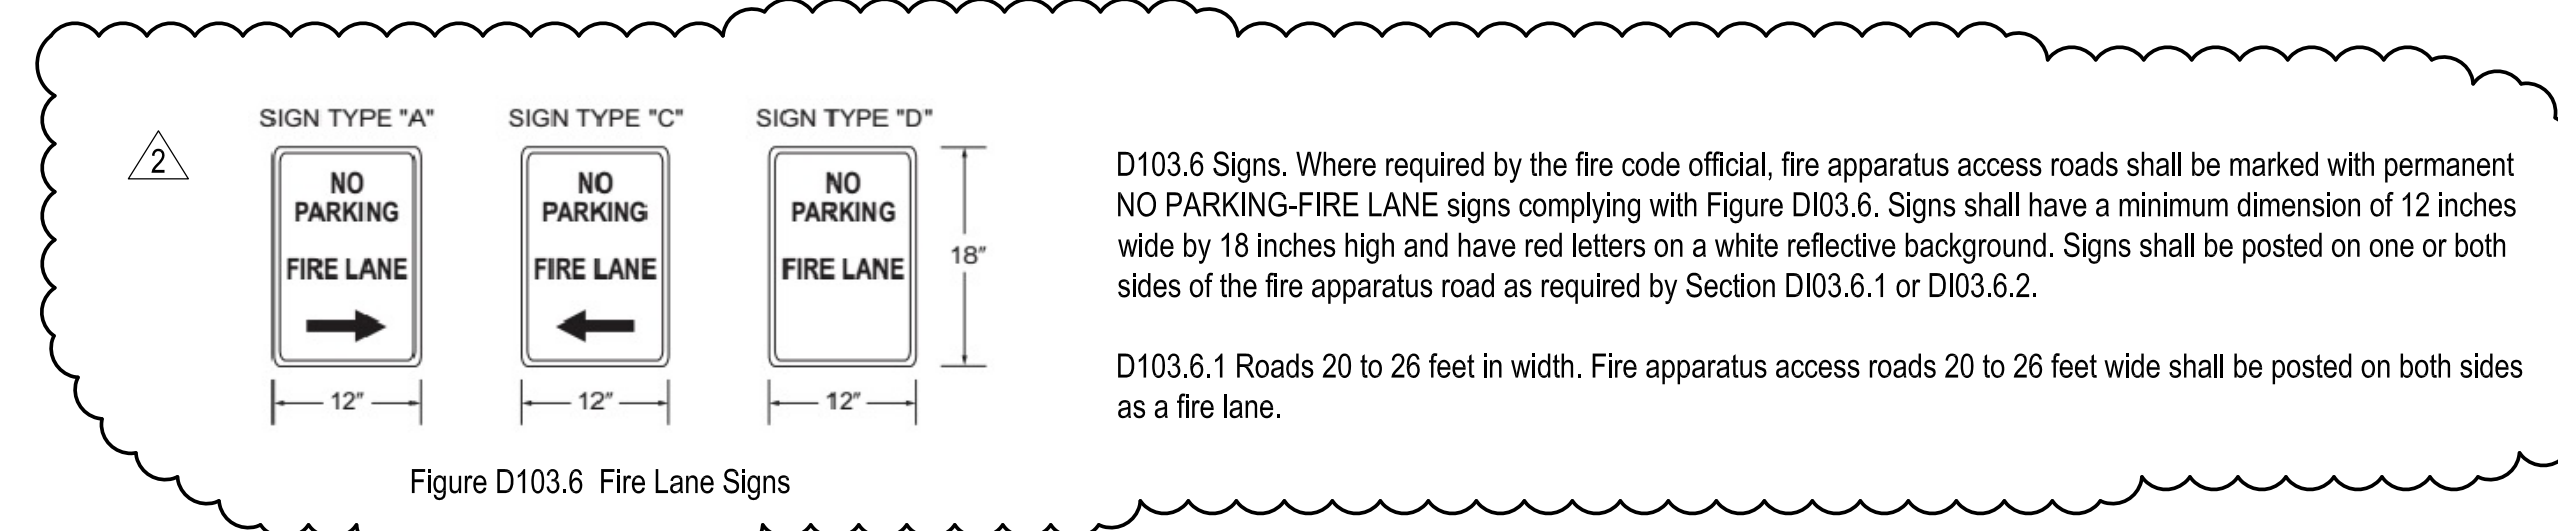 2
SIGN TYPE "A"
NO
PARKING
FIRE LANE
12"
SIGN TYPE "C"
NO
PARKING
FIRE LANE
12"
SIGN TYPE "D"
NO
PARKING
FIRE LANE
12"
18"
Figure D103.6 Fire Lane Signs
D103.6 Signs. Where required by the fire code official, fire apparatus access roads shall be marked with permanent
NO PARKING-FIRE LANE signs complying with Figure DI03.6. Signs shall have a minimum dimension of 12 inches
wide by 18 inches high and have red letters on a white reflective background. Signs shall be posted on one or both
sides of the fire apparatus road as required by Section DI03.6.1 or DI03.6.2.
D103.6.1 Roads 20 to 26 feet in width. Fire apparatus access roads 20 to 26 feet wide shall be posted on both sides
as a fire lane.